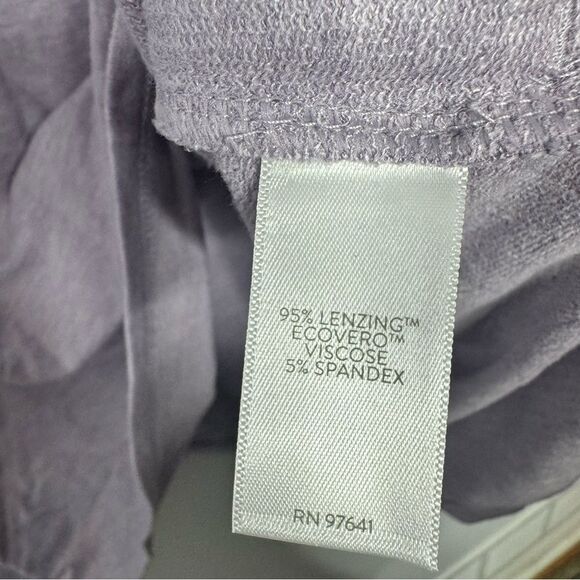 95% LENZING™
ECOVERO™
VISCOSE
5% SPANDEX
RN 97641